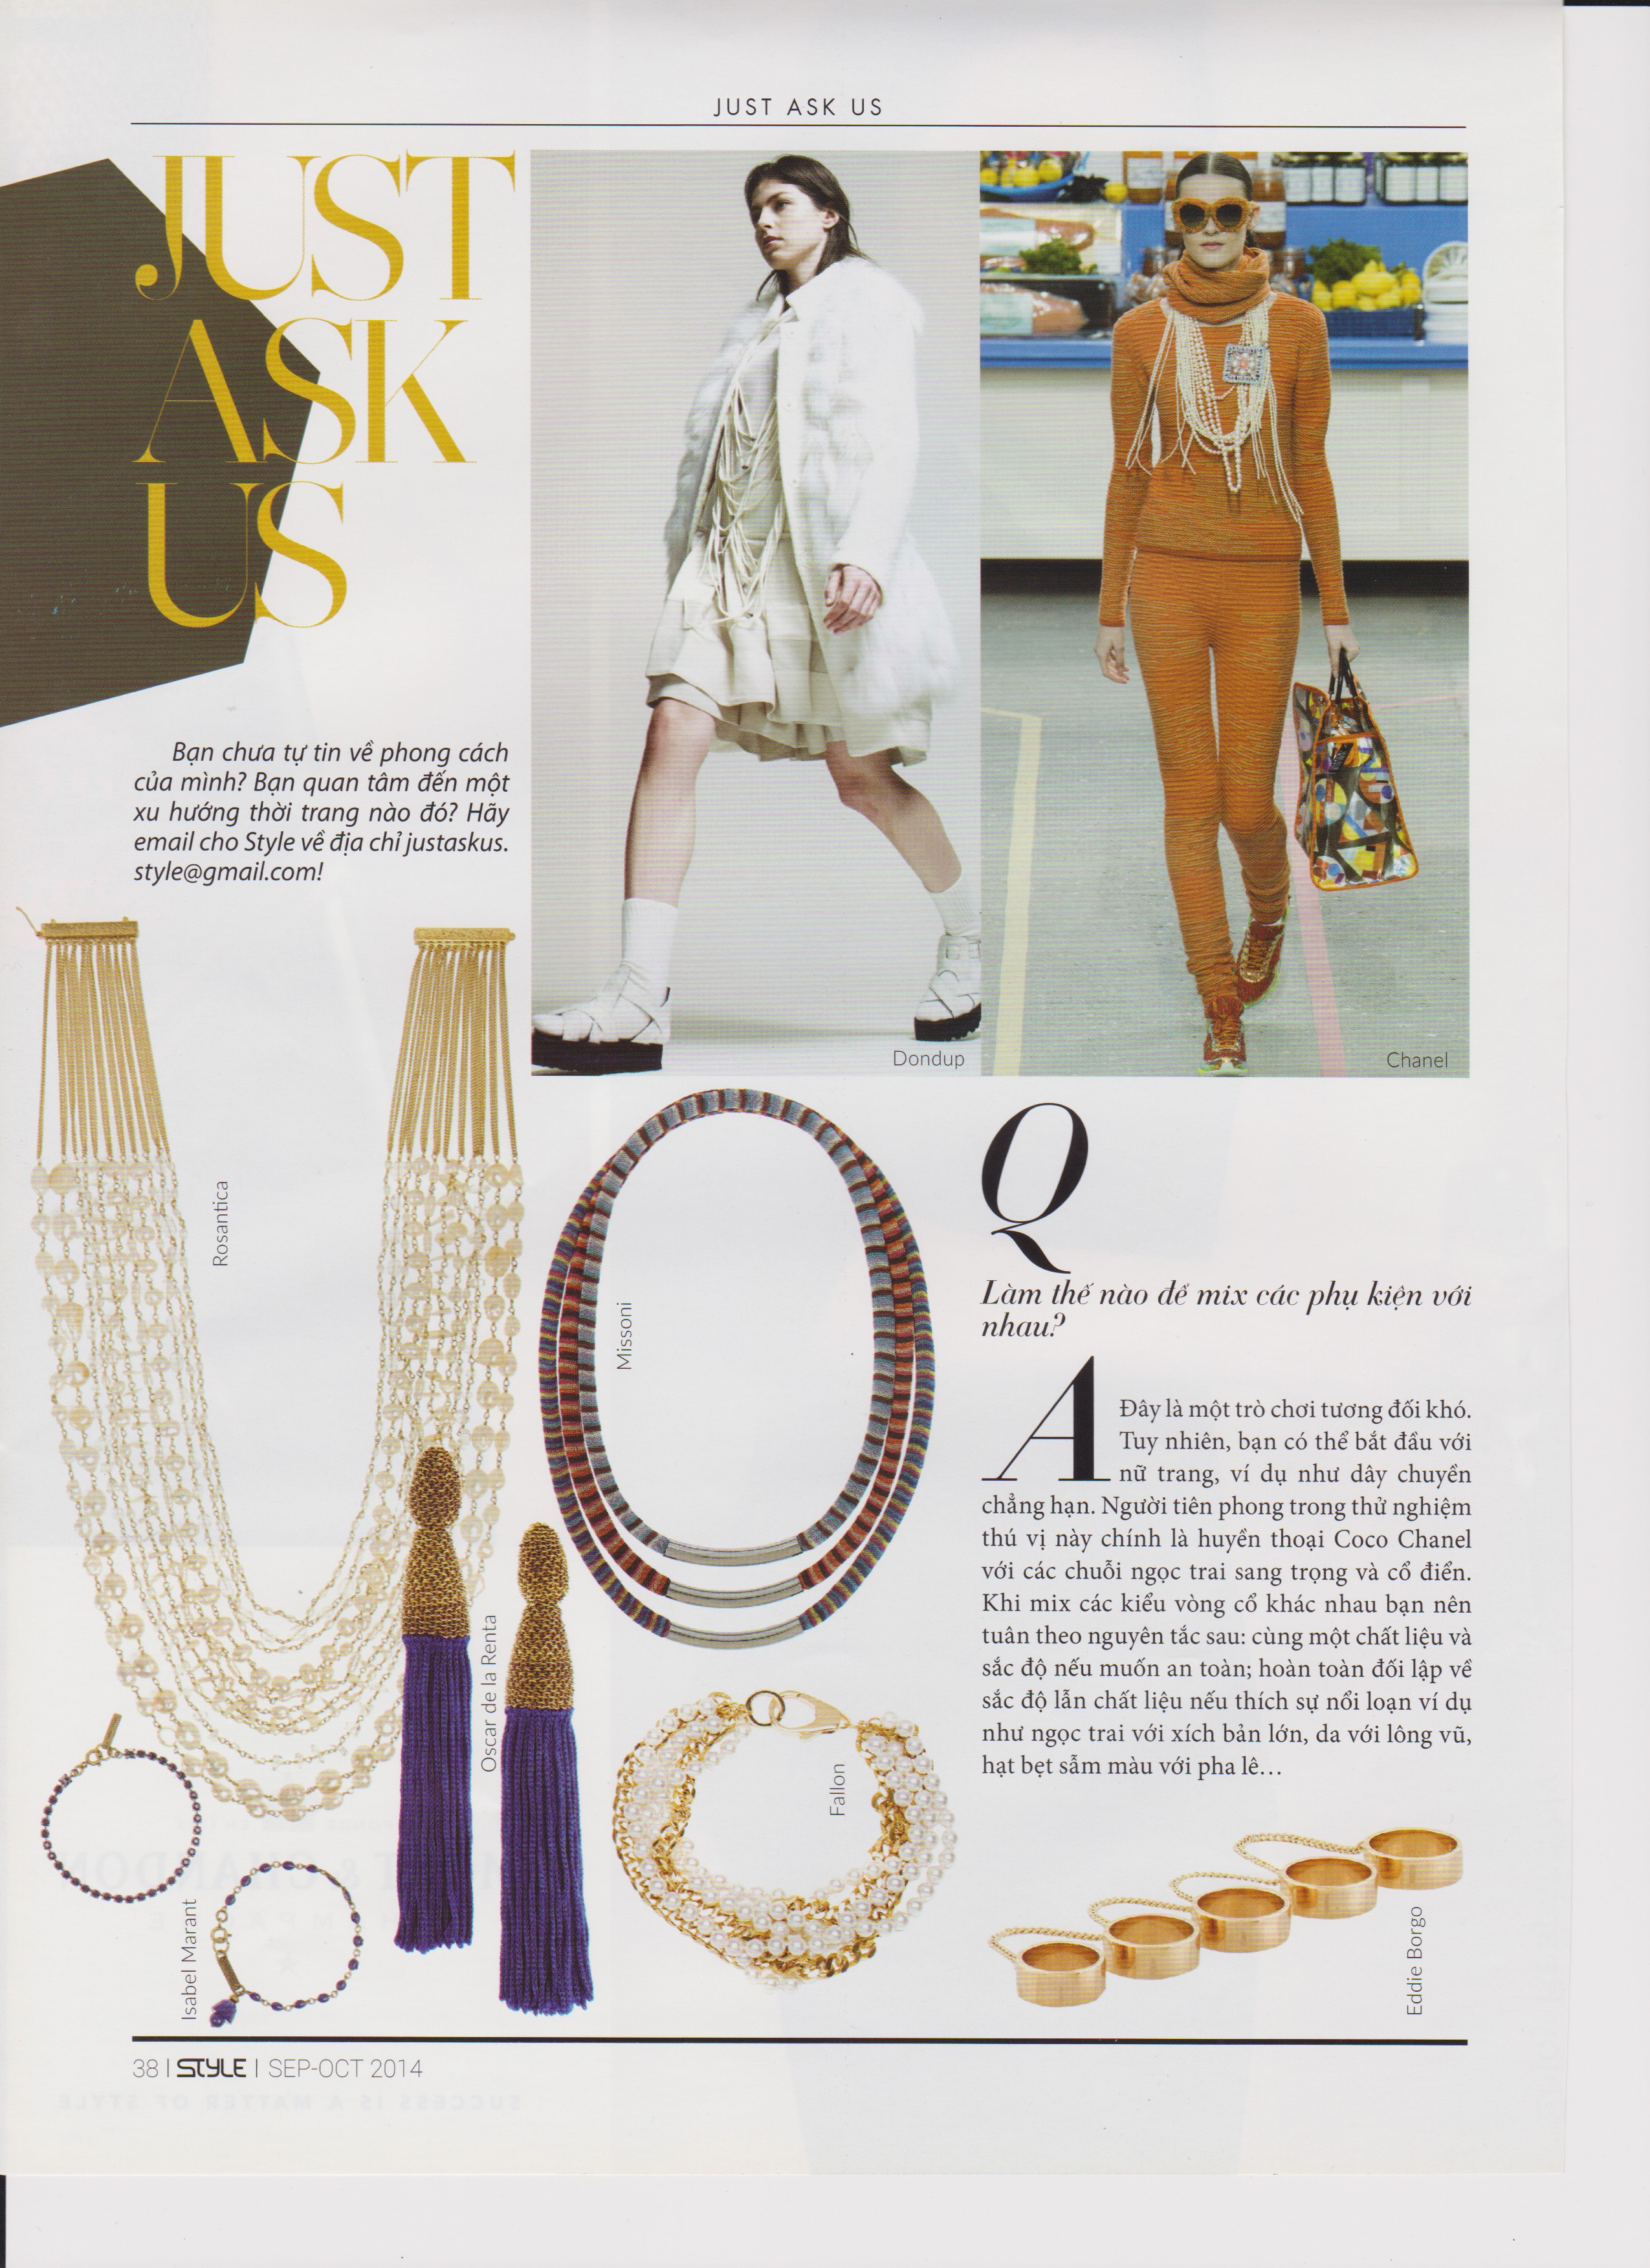 JUST ASK US
JUST
ASK
US
Bạn chưa tự tin về phong cách
của mình? Bạn quan tâm đến một
xu hướng thời trang nào đó? Hãy
email cho Style về địa chỉ justaskus.
style@gmail.com!
Dondup
Chanel
Rosantica
Missoni
Q
Làm thế nào để mix các phụ kiện với
nhau?
A
Đây là một trò chơi tương đối khó.
Tuy nhiên, bạn có thể bắt đầu với
nữ trang, ví dụ như dây chuyền
chẳng hạn. Người tiên phong trong thử nghiệm
thú vị này chính là huyền thoại Coco Chanel
với các chuỗi ngọc trai sang trọng và cổ điển.
Khi mix các kiểu vòng cổ khác nhau bạn nên
tuân theo nguyên tắc sau: cùng một chất liệu và
sắc độ nếu muốn an toàn; hoàn toàn đối lập về
sắc độ lẫn chất liệu nếu thích sự nổi loạn ví dụ
như ngọc trai với xích bản lớn, da với lông vũ,
hạt bẹt sẫm màu với pha lê…
Oscar de la Renta
Fallon
Isabel Marant
Eddie Borgo
38 | STYLE | SEP-OCT 2014